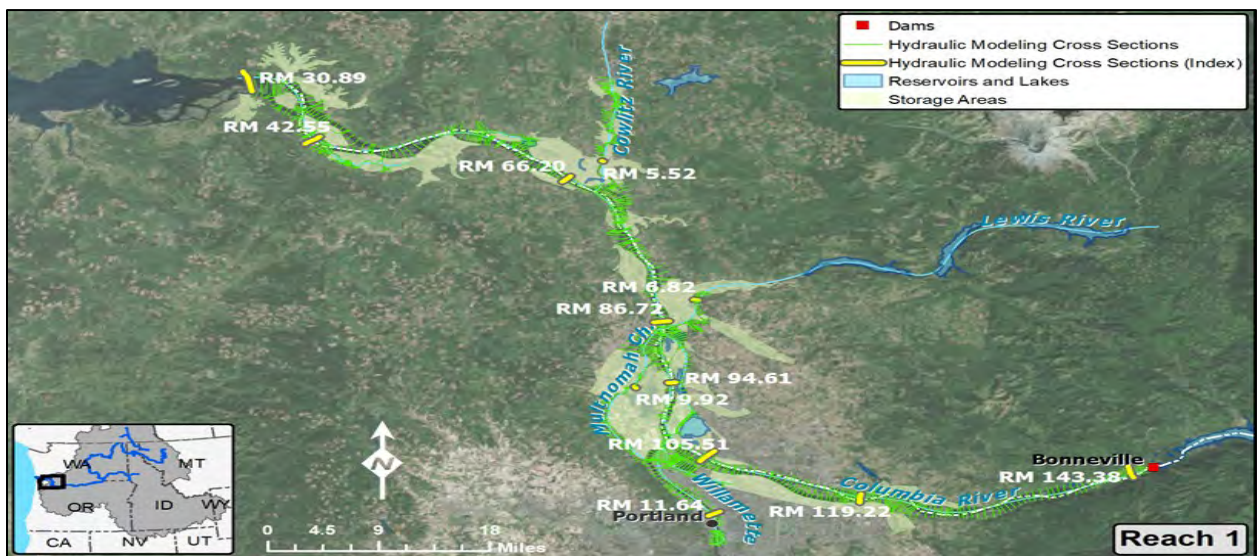 Dams
Hydraulic Modeling Cross Sections
Hydraulic Modeling Cross Sections (Index)
Reservoirs and Lakes
Storage Areas
RM 30.89
RM 42.55
Cowlitz River
RM 66.20
RM 5.52
Lewis River
RM 6.82
RM 86.72
Multnomah Ch
RM 94.61
RM 9.92
RM 105.51
Bonneville
RM 143.38
Columbia River
Willamette
RM 11.64
RM 119.22
Portland
N
0 4.5 9 18
Miles
WA
MT
OR
ID
WY
CA
NV
UT
Reach 1